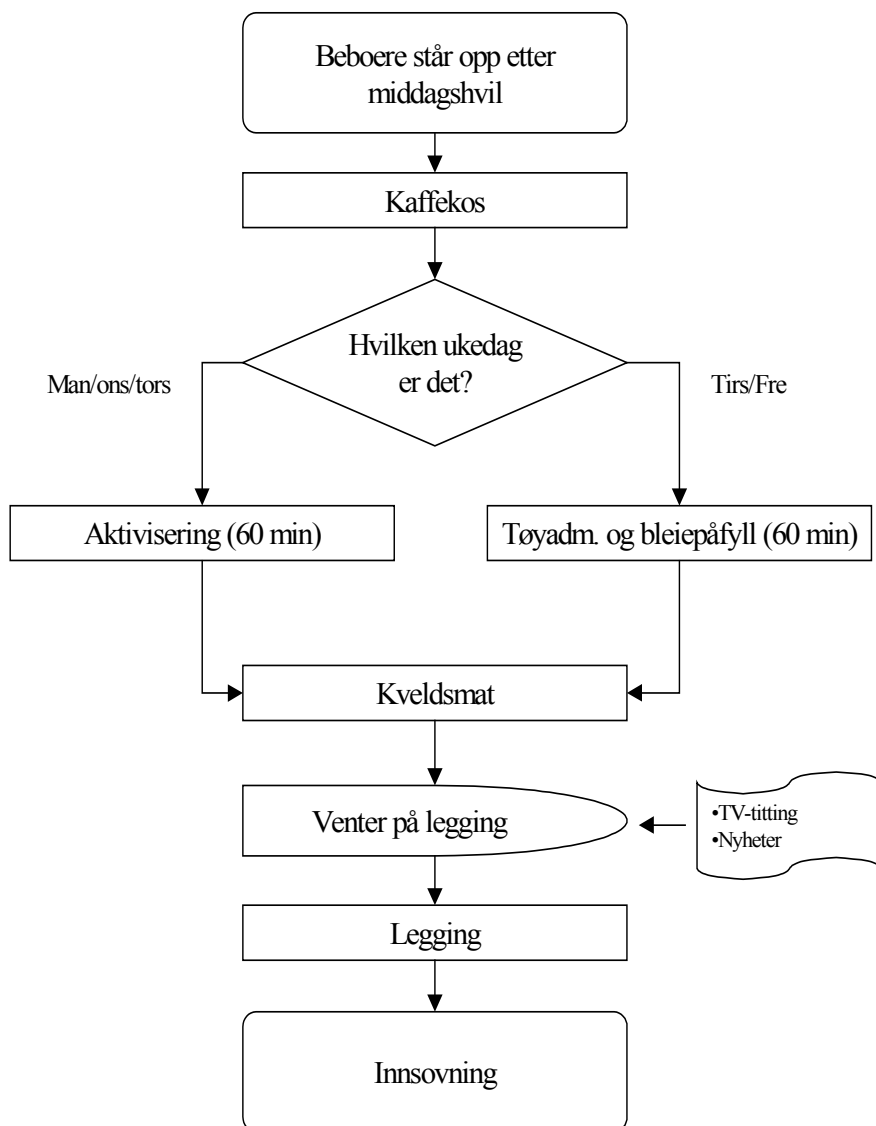 Beboere står opp etter
middagshvil
Kaffekos
Hvilken ukedag
er det?
Man/ons/tors
Tirs/Fre
Aktivisering (60 min)
Tøyadm. og bleiepåfyll (60 min)
Kveldsmat
Venter på legging
•TV-titting
•Nyheter
Legging
Innsovning